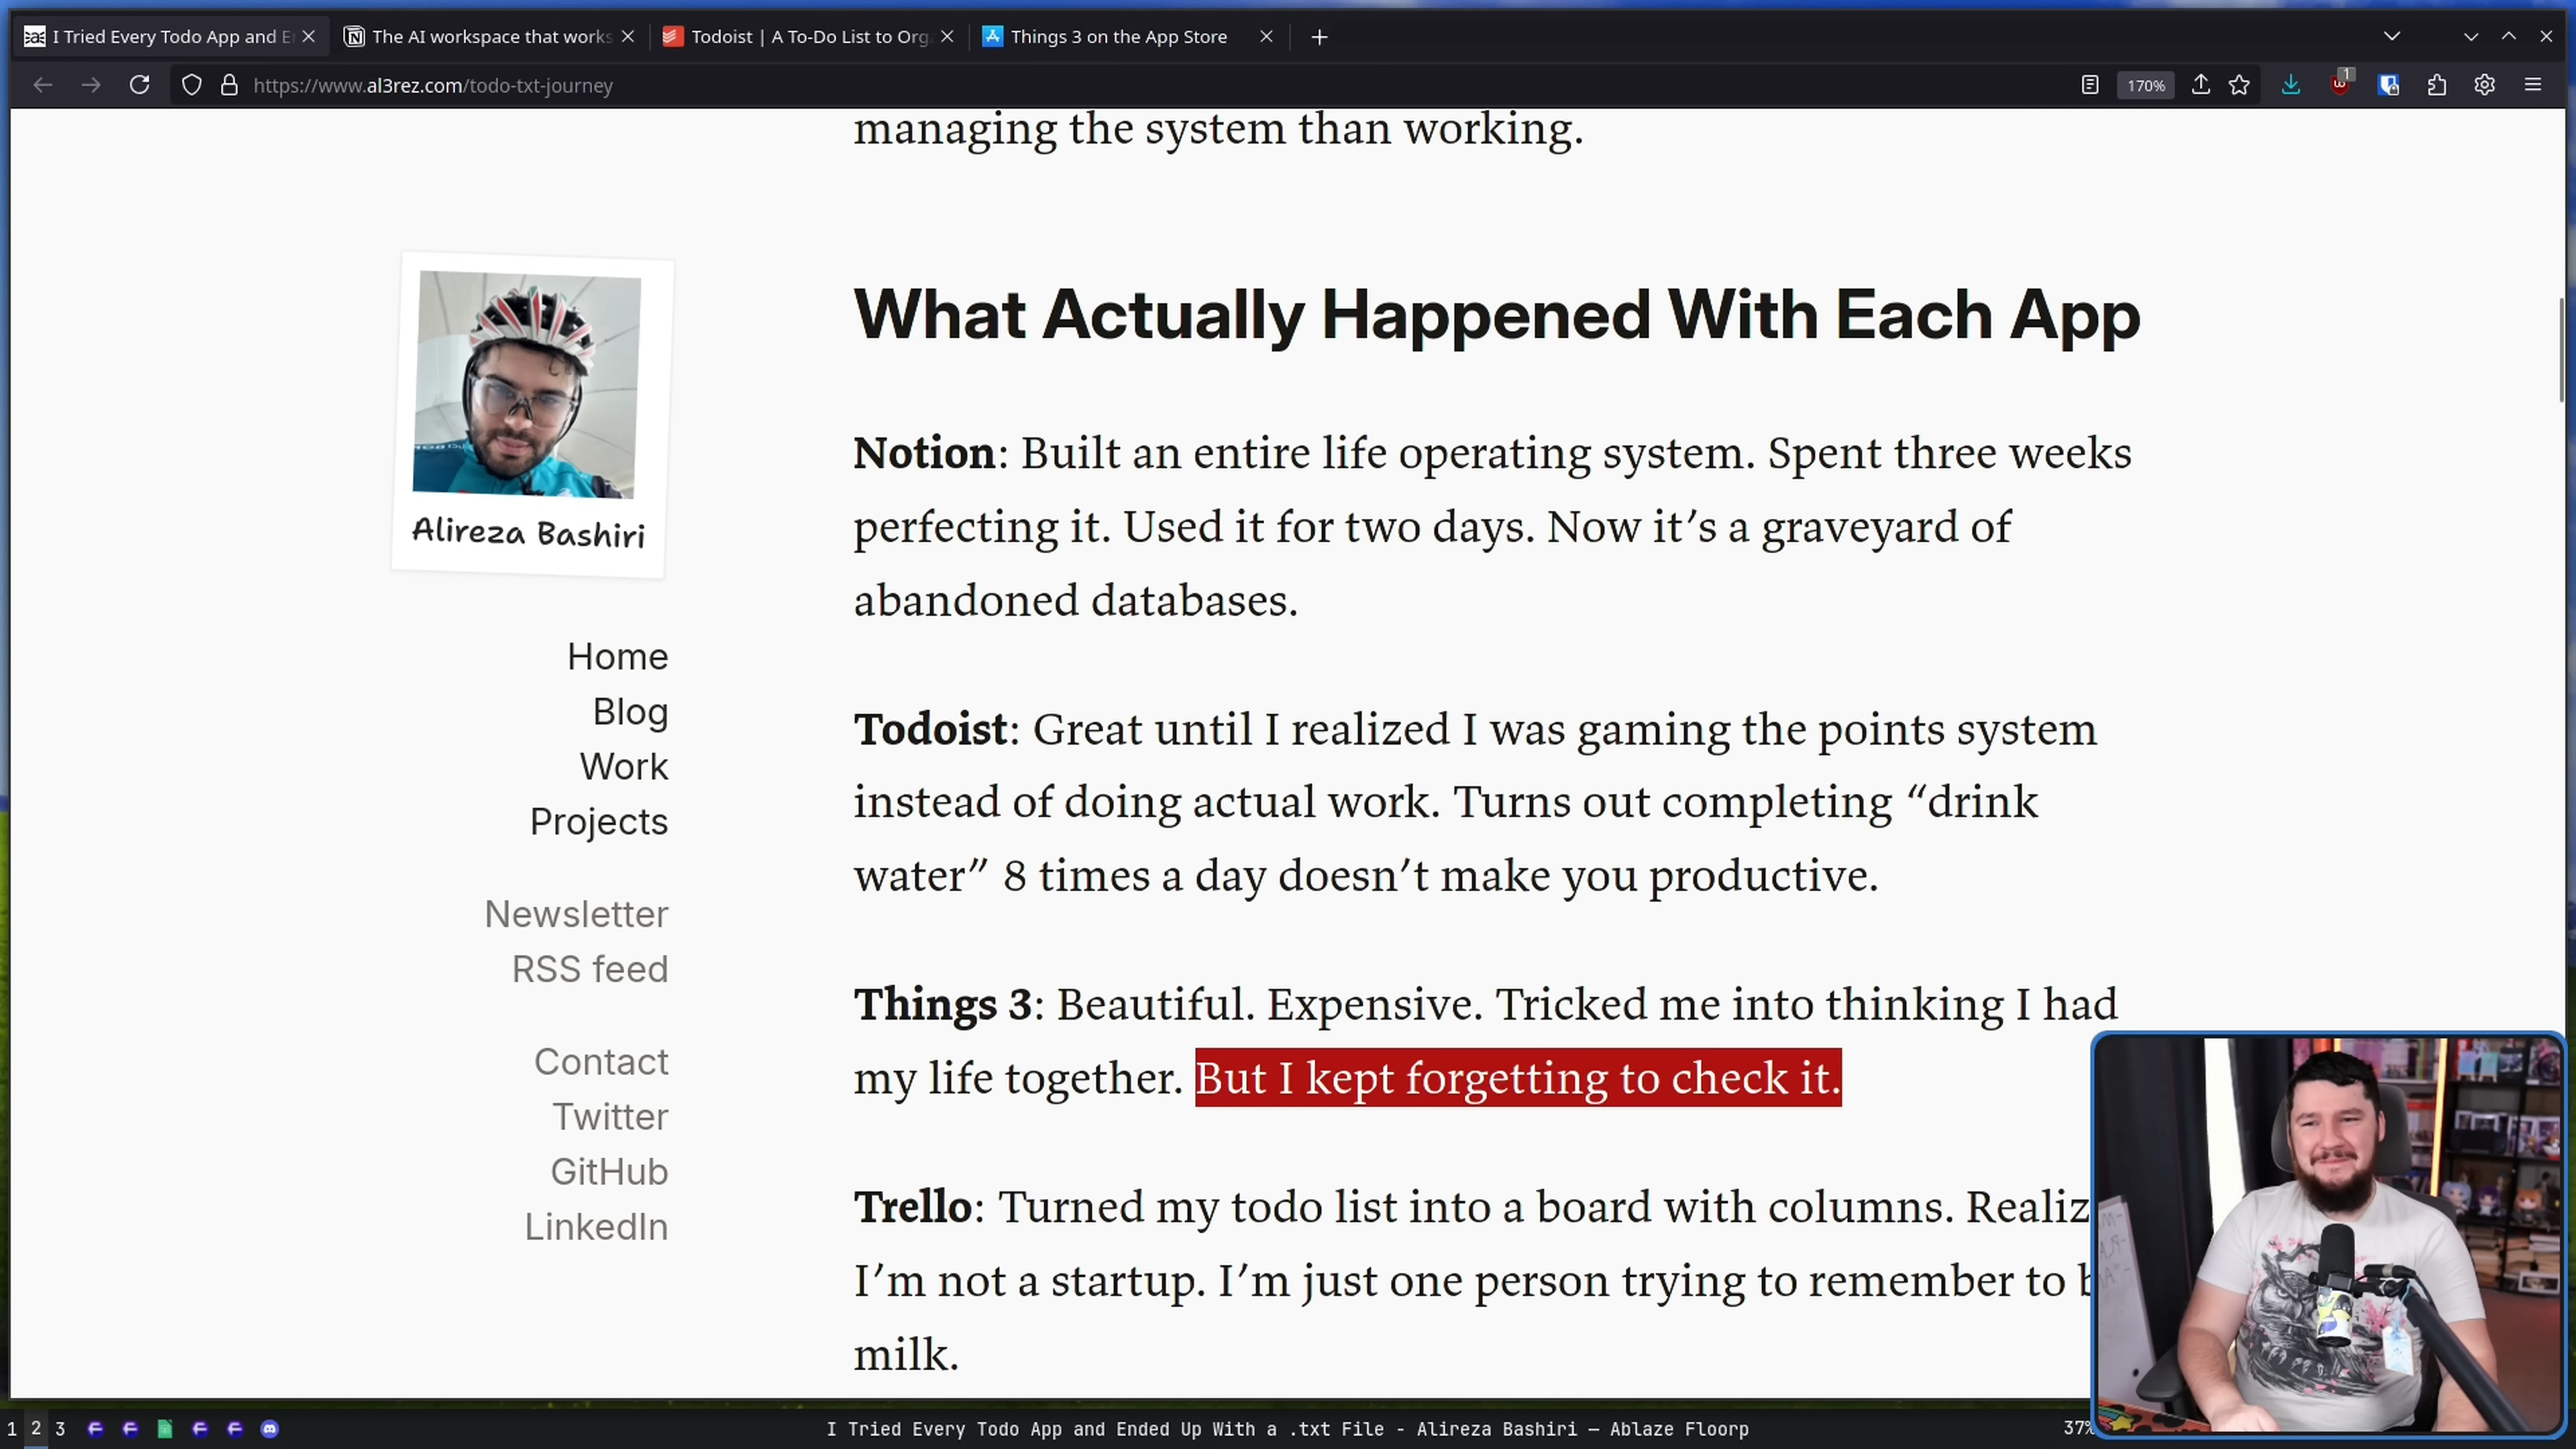 I Tried Every Todo App and E
The AI workspace that works
Todoist | A To-Do List to Org
Things 3 on the App Store
https://www.al3rez.com/todo-txt-journey
170%
1
managing the system than working.
What Actually Happened With Each App
Notion: Built an entire life operating system. Spent three weeks
perfecting it. Used it for two days. Now it’s a graveyard of
abandoned databases.
Todoist: Great until I realized I was gaming the points system
instead of doing actual work. Turns out completing “drink
water” 8 times a day doesn’t make you productive.
Things 3: Beautiful. Expensive. Tricked me into thinking I had
my life together. But I kept forgetting to check it.
Trello: Turned my todo list into a board with columns. Realiz
I’m not a startup. I’m just one person trying to remember to b
milk.
Alireza Bashiri
Home
Blog
Work
Projects
Newsletter
RSS feed
Contact
Twitter
GitHub
LinkedIn
1 2 3
I Tried Every Todo App and Ended Up With a .txt File - Alireza Bashiri — Ablaze Floorp
37%